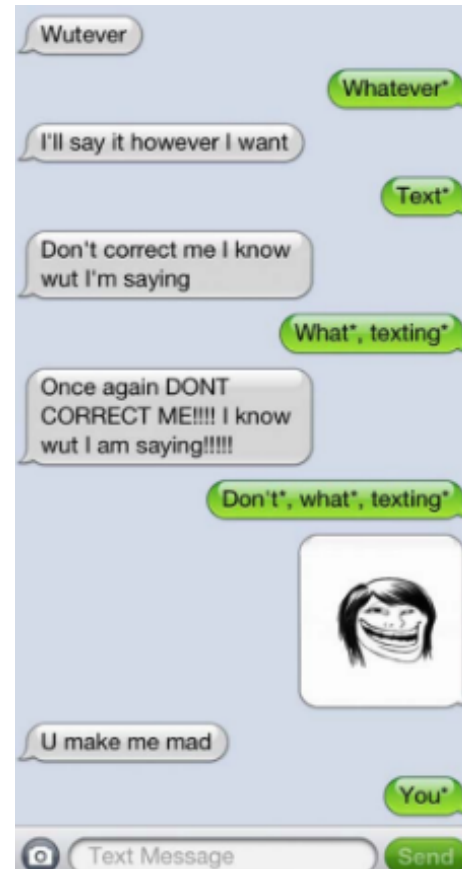 Wutever
Whatever*
I'll say it however I want
Text*
Don't correct me I know
wut I'm saying
What*, texting*
Once again DONT
CORRECT ME!!!! I know
wut I am saying!!!!!
Don't*, what*, texting*
U make me mad
You*
Text Message
Send